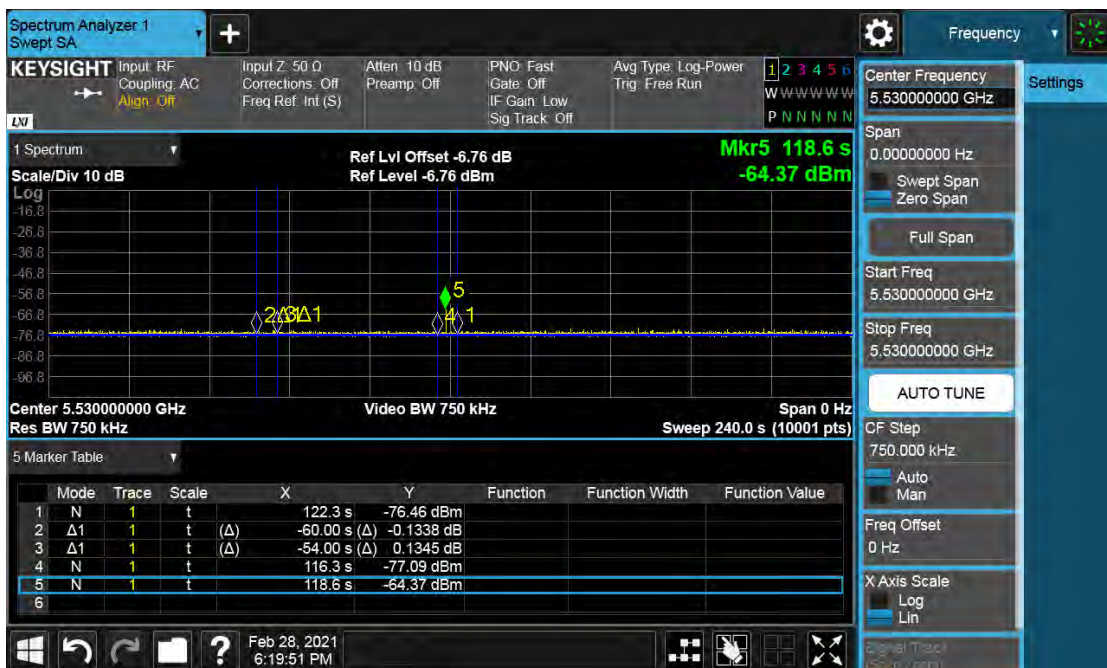 Spectrum Analyzer 1
Swept SA
+
Frequency
KEYSIGHT
LXI
Input: RF
Coupling: AC
Align: Off
Input Z: 50 Ω
Corrections: Off
Freq Ref: Int (S)
Atten: 10 dB
Preamp: Off
PNO: Fast
Gate: Off
IF Gain: Low
Sig Track: Off
Avg Type: Log-Power
Trig: Free Run
1 2 3 4 5 6
W W W W W W
P N N N N N
1 Spectrum
Scale/Div 10 dB
Ref Lvl Offset -6.76 dB
Ref Level -6.76 dBm
Mkr5 118.6 s
-64.37 dBm
Log
-16.8
-26.8
-36.8
-46.8
-56.8
-66.8
-76.8
-86.8
-96.8
5
4 1
Center 5.530000000 GHz
Res BW 750 kHz
Video BW 750 kHz
Span 0 Hz
Sweep 240.0 s (10001 pts)
5 Marker Table
Mode Trace Scale X Y Function Function Width Function Value
1 N 1 t 122.3 s -76.46 dBm
2 Δ1 1 t (Δ) -60.00 s (Δ) -0.1338 dB
3 Δ1 1 t (Δ) -54.00 s (Δ) 0.1345 dB
4 N 1 t 116.3 s -77.09 dBm
5 N 1 t 118.6 s -64.37 dBm
6
?
Feb 28, 2021
6:19:51 PM
Center Frequency
5.530000000 GHz
Span
0.00000000 Hz
Swept Span
Zero Span
Full Span
Start Freq
5.530000000 GHz
Stop Freq
5.530000000 GHz
AUTO TUNE
CF Step
750.000 kHz
Auto
Man
Freq Offset
0 Hz
X Axis Scale
Log
Lin
Settings